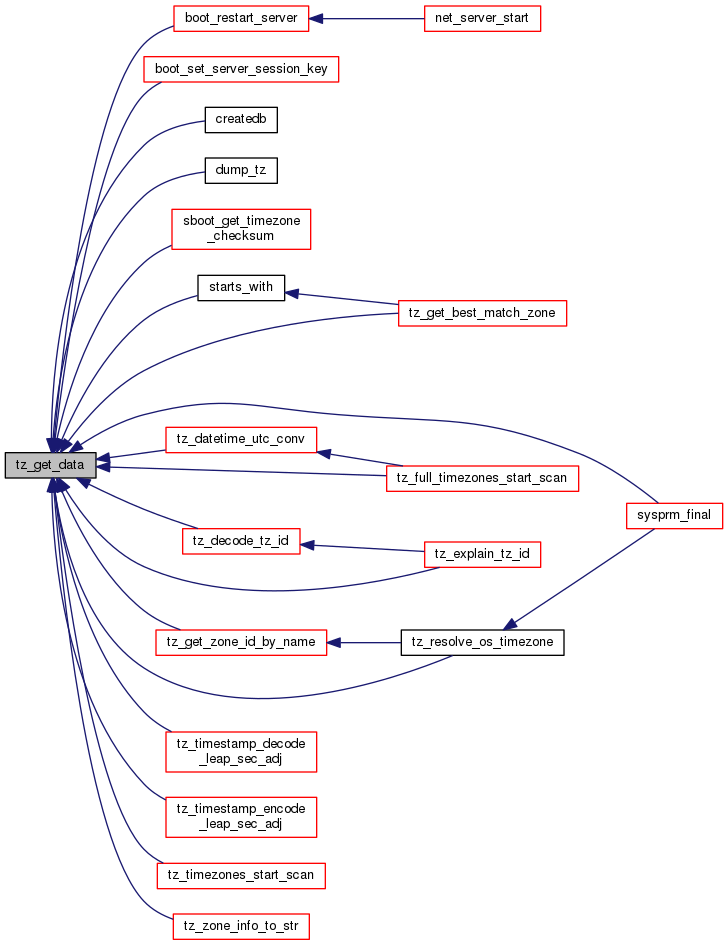 boot_restart_server
net_server_start
boot_set_server_session_key
createdb
dump_tz
sboot_get_timezone
_checksum
starts_with
tz_get_best_match_zone
tz_datetime_utc_conv
tz_get_data
tz_full_timezones_start_scan
sysprm_final
tz_decode_tz_id
tz_explain_tz_id
tz_get_zone_id_by_name
tz_resolve_os_timezone
tz_timestamp_decode
_leap_sec_adj
tz_timestamp_encode
_leap_sec_adj
tz_timezones_start_scan
tz_zone_info_to_str